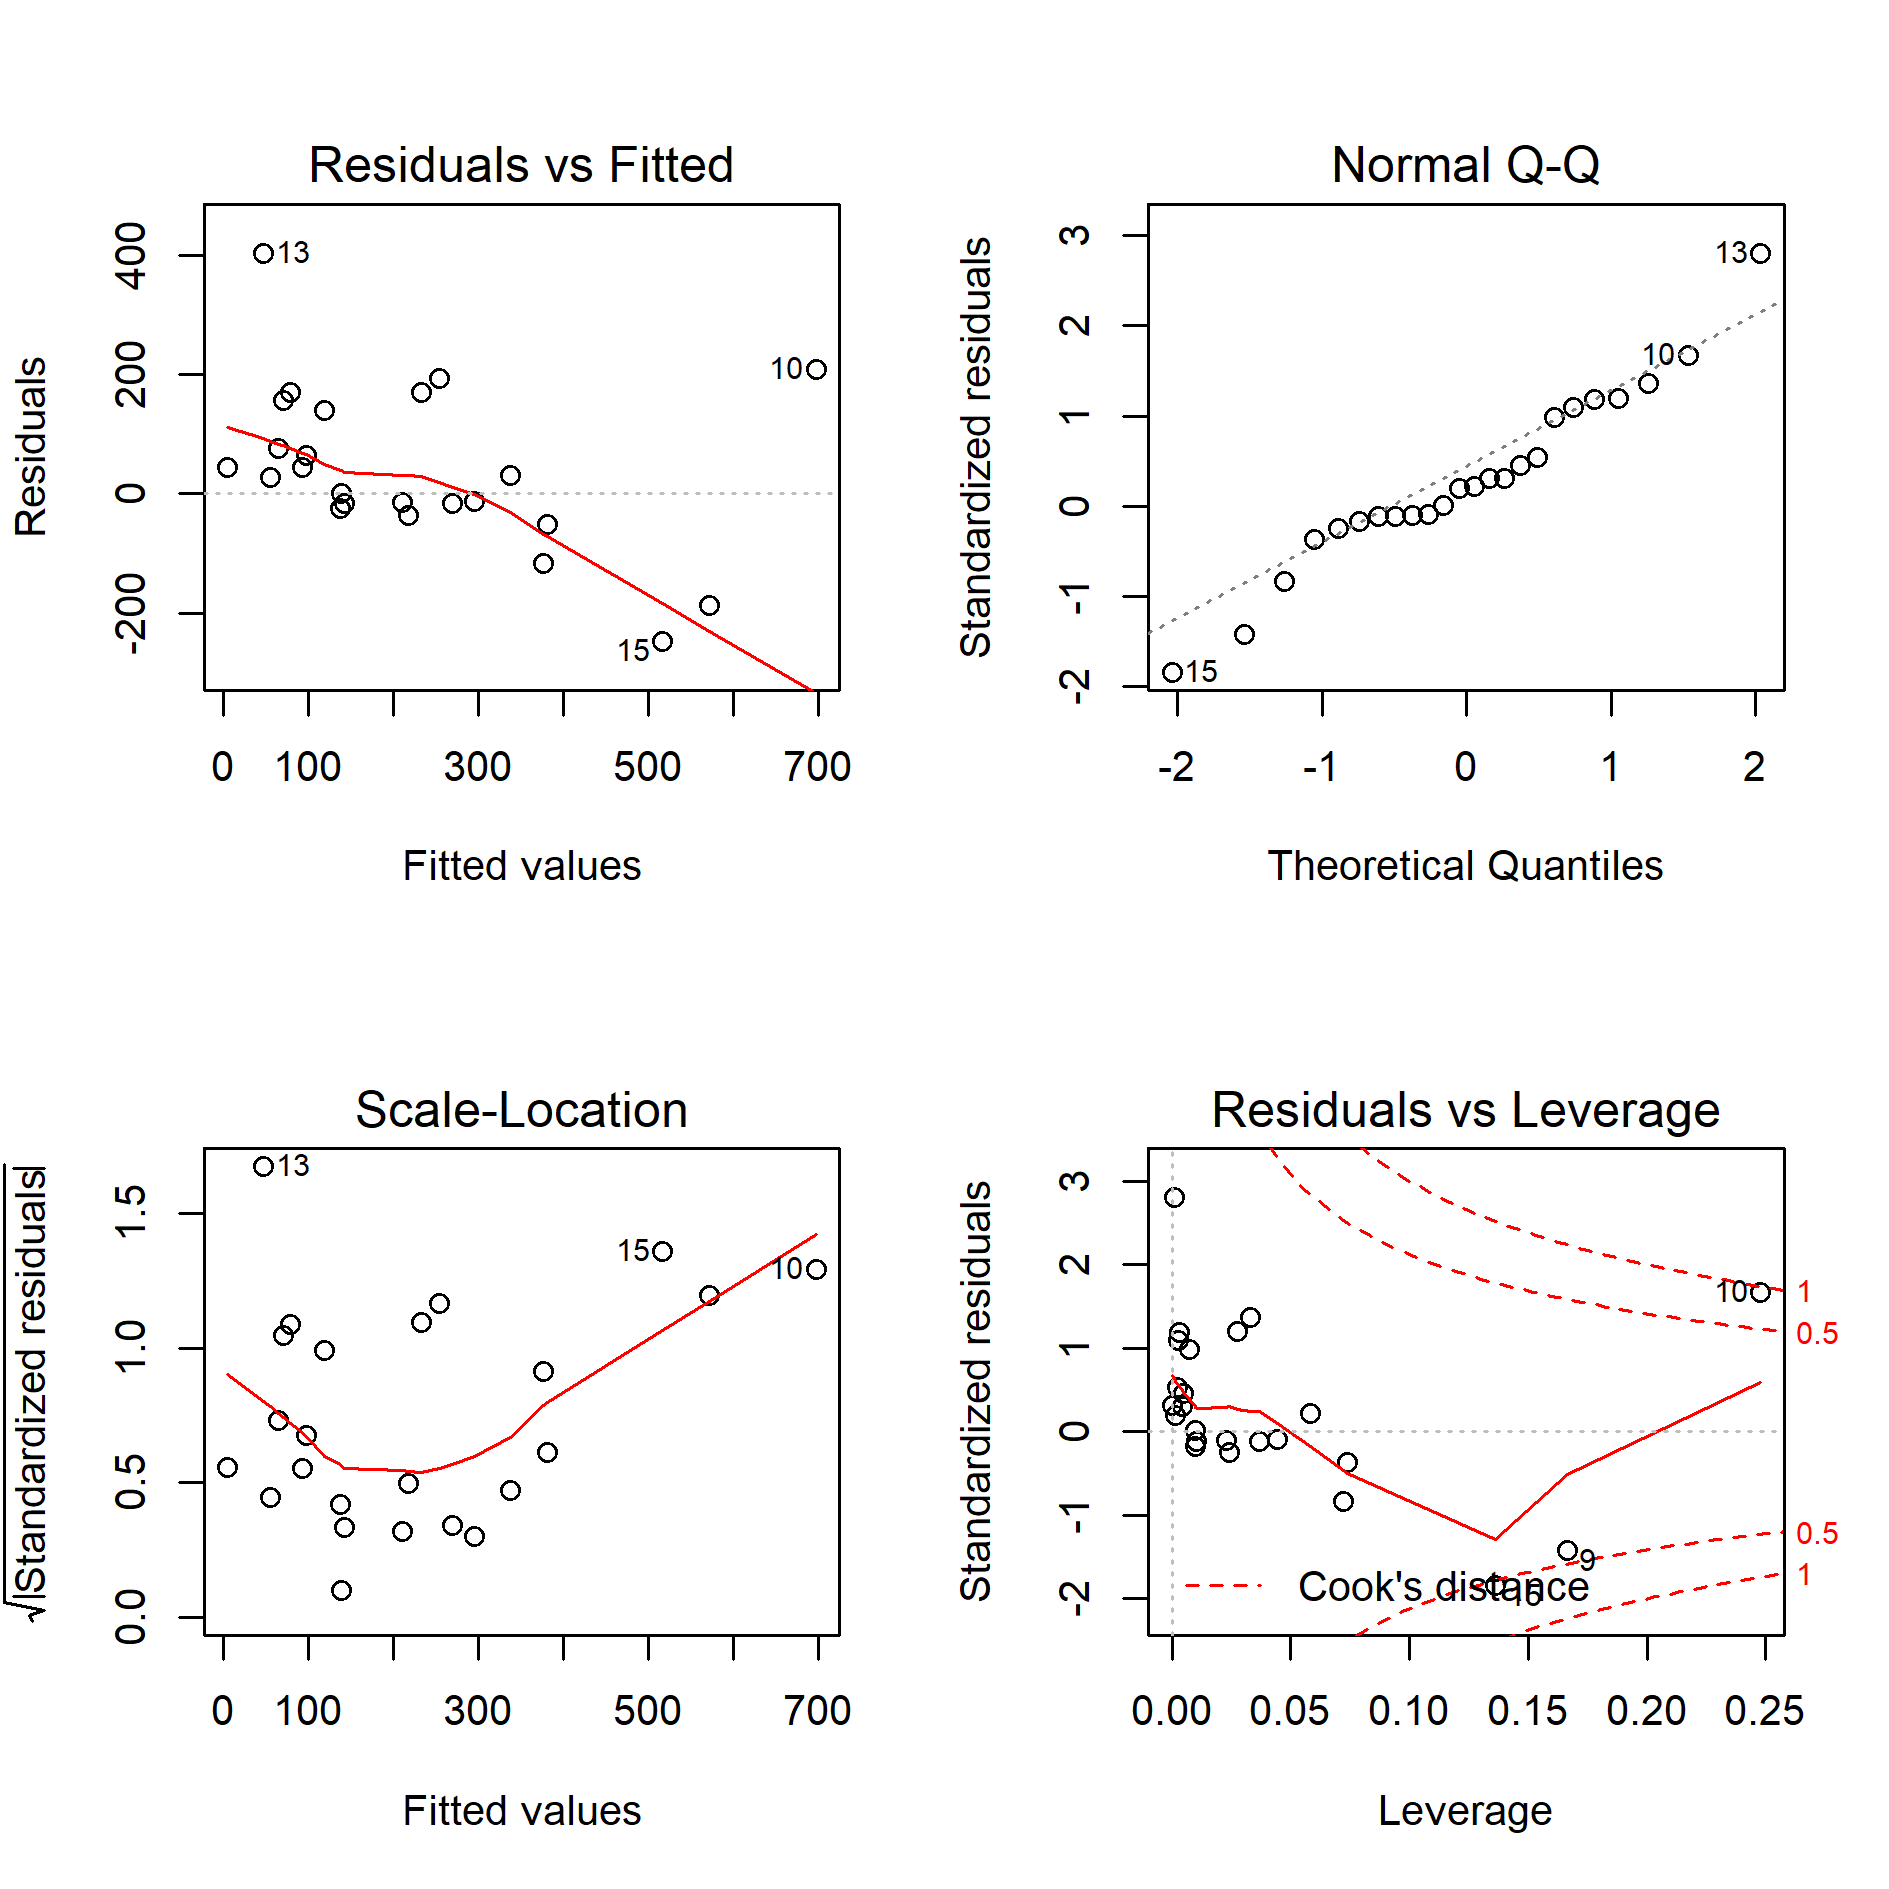 Residuals vs Fitted
Residuals
400
200
0
-200
13
10
15
0 100 300 500 700
Fitted values
Normal Q-Q
Standardized residuals
3
2
1
0
-1
-2
13
10
15
-2 -1 0 1 2
Theoretical Quantiles
Scale-Location
√|Standardized residuals|
1.5
1.0
0.5
0.0
13
15
10
0 100 300 500 700
Fitted values
Residuals vs Leverage
Standardized residuals
3
2
1
0
-1
-2
10
1
0.5
0.5
1
9
Cook's distance
15
0.00 0.05 0.10 0.15 0.20 0.25
Leverage